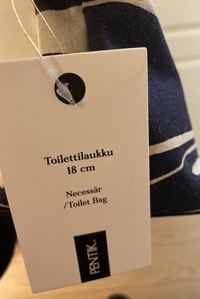 Toilettilaukku
18 cm
Necessär
/Toilet Bag
PENTIK